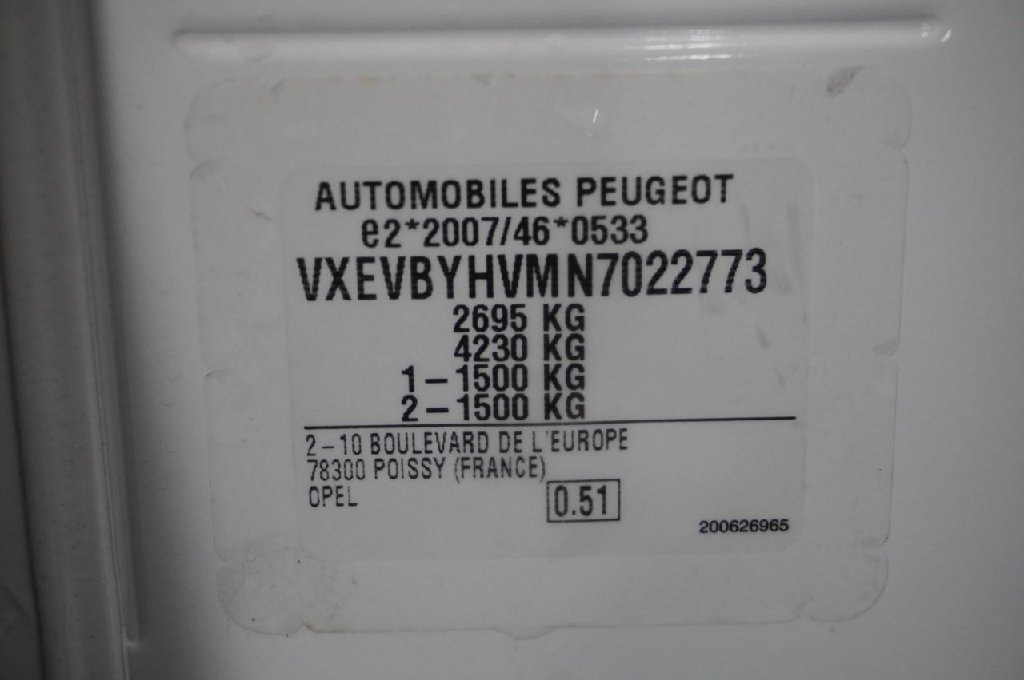 AUTOMOBILES PEUGEOT
e2*2007/46*0533
VXEVBYHVMN7022773
2695 KG
4230 KG
1-1500 KG
2-1500 KG
2-10 BOULEVARD DE L'EUROPE
78300 POISSY (FRANCE)
OPEL
0.51
200626965